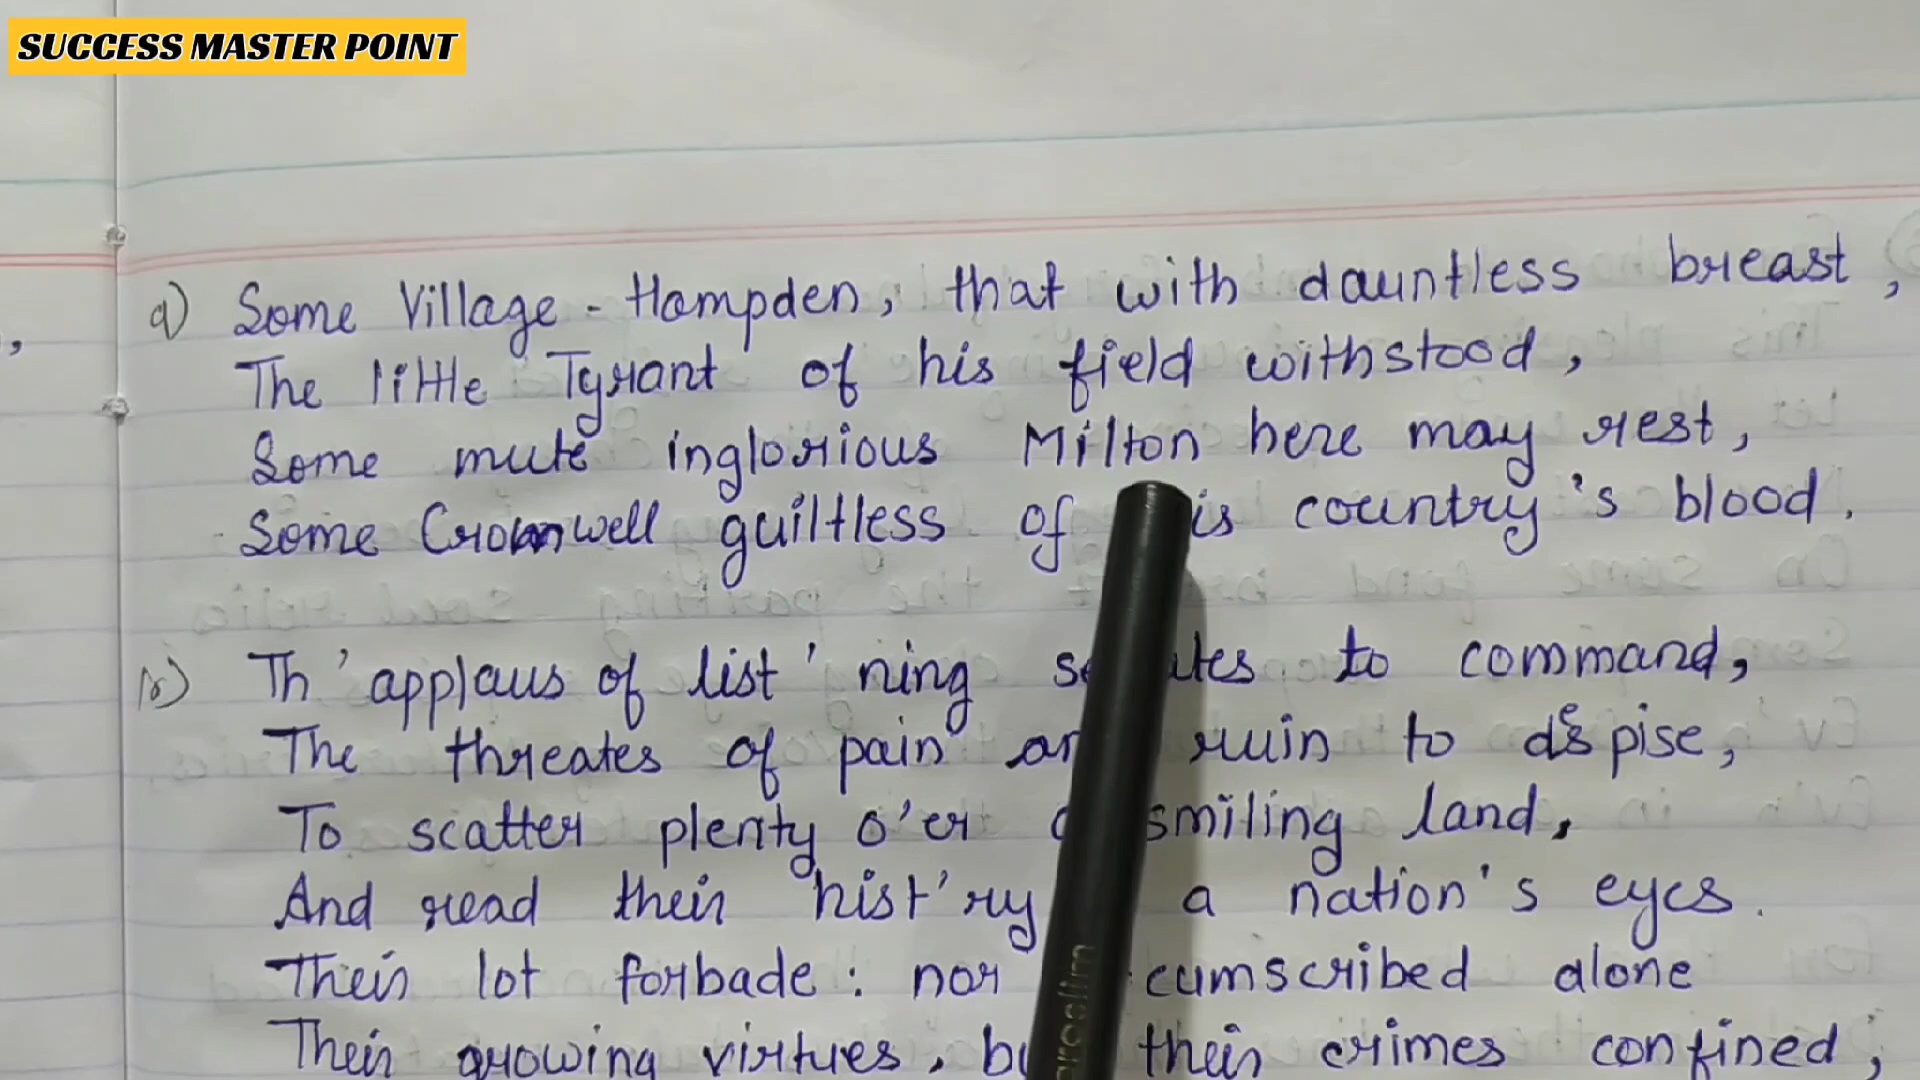 SUCCESS MASTER POINT
a) Some Village - Hampden, that with dauntless breast,
The little Tyrant of his field withstood,
Some mute inglorious Milton here may rest,
Some Cromwell guiltless of is country's blood.
Th' applaus of list' ning to command,
The threates of pain ruin to despise,
To scatter plenty o'er smiling land,
And read their hist'ry a nation's eyes.
Their lot forbade: nor cumscribed alone
Their growing virtues, their crimes confined,